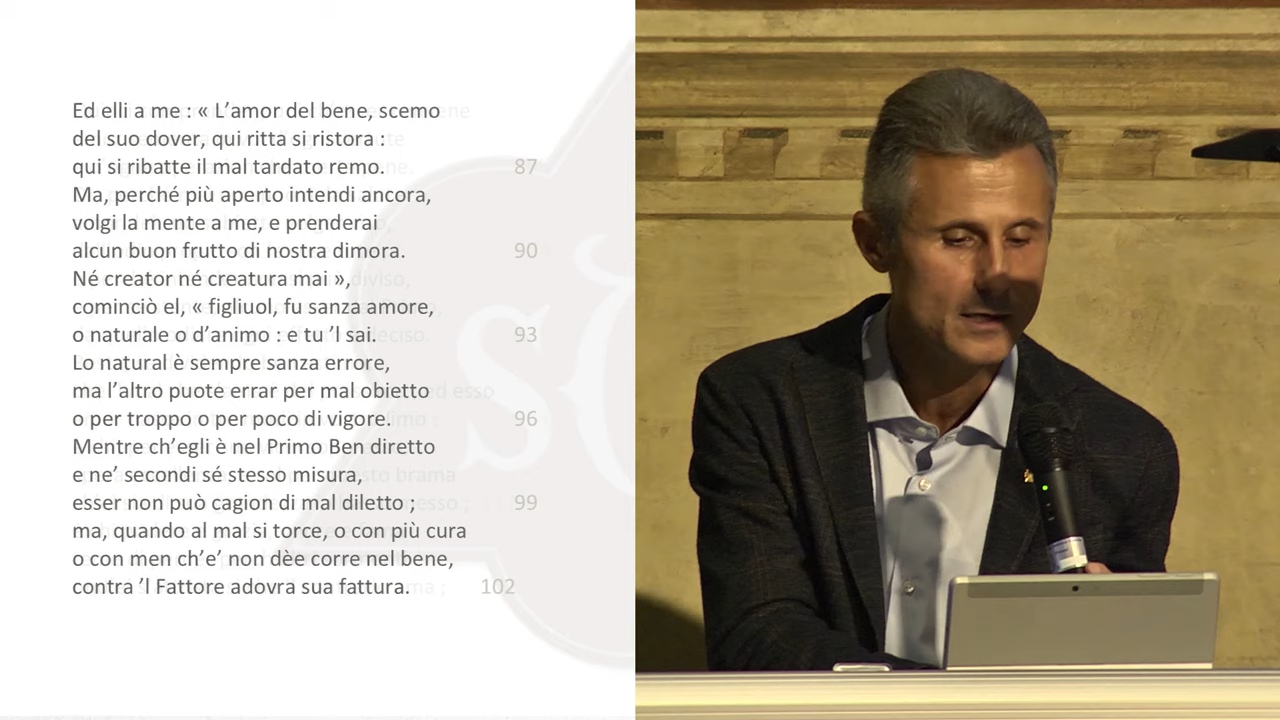 Ed elli a me : « L’amor del bene, scemo
del suo dover, qui ritta si ristora :
qui si ribatte il mal tardato remo. 87
Ma, perché più aperto intendi ancora,
volgi la mente a me, e prenderai
alcun buon frutto di nostra dimora. 90
Né creator né creatura mai »,
cominciò el, « figliuol, fu sanza amore,
o naturale o d’animo : e tu ’l sai. 93
Lo natural è sempre sanza errore,
ma l’altro puote errar per mal obietto
o per troppo o per poco di vigore. 96
Mentre ch’egli è nel Primo Ben diretto
e ne’ secondi sé stesso misura,
esser non può cagion di mal diletto ; 99
ma, quando al mal si torce, o con più cura
o con men ch’e’ non dèe corre nel bene,
contra ’l Fattore adovra sua fattura. 102